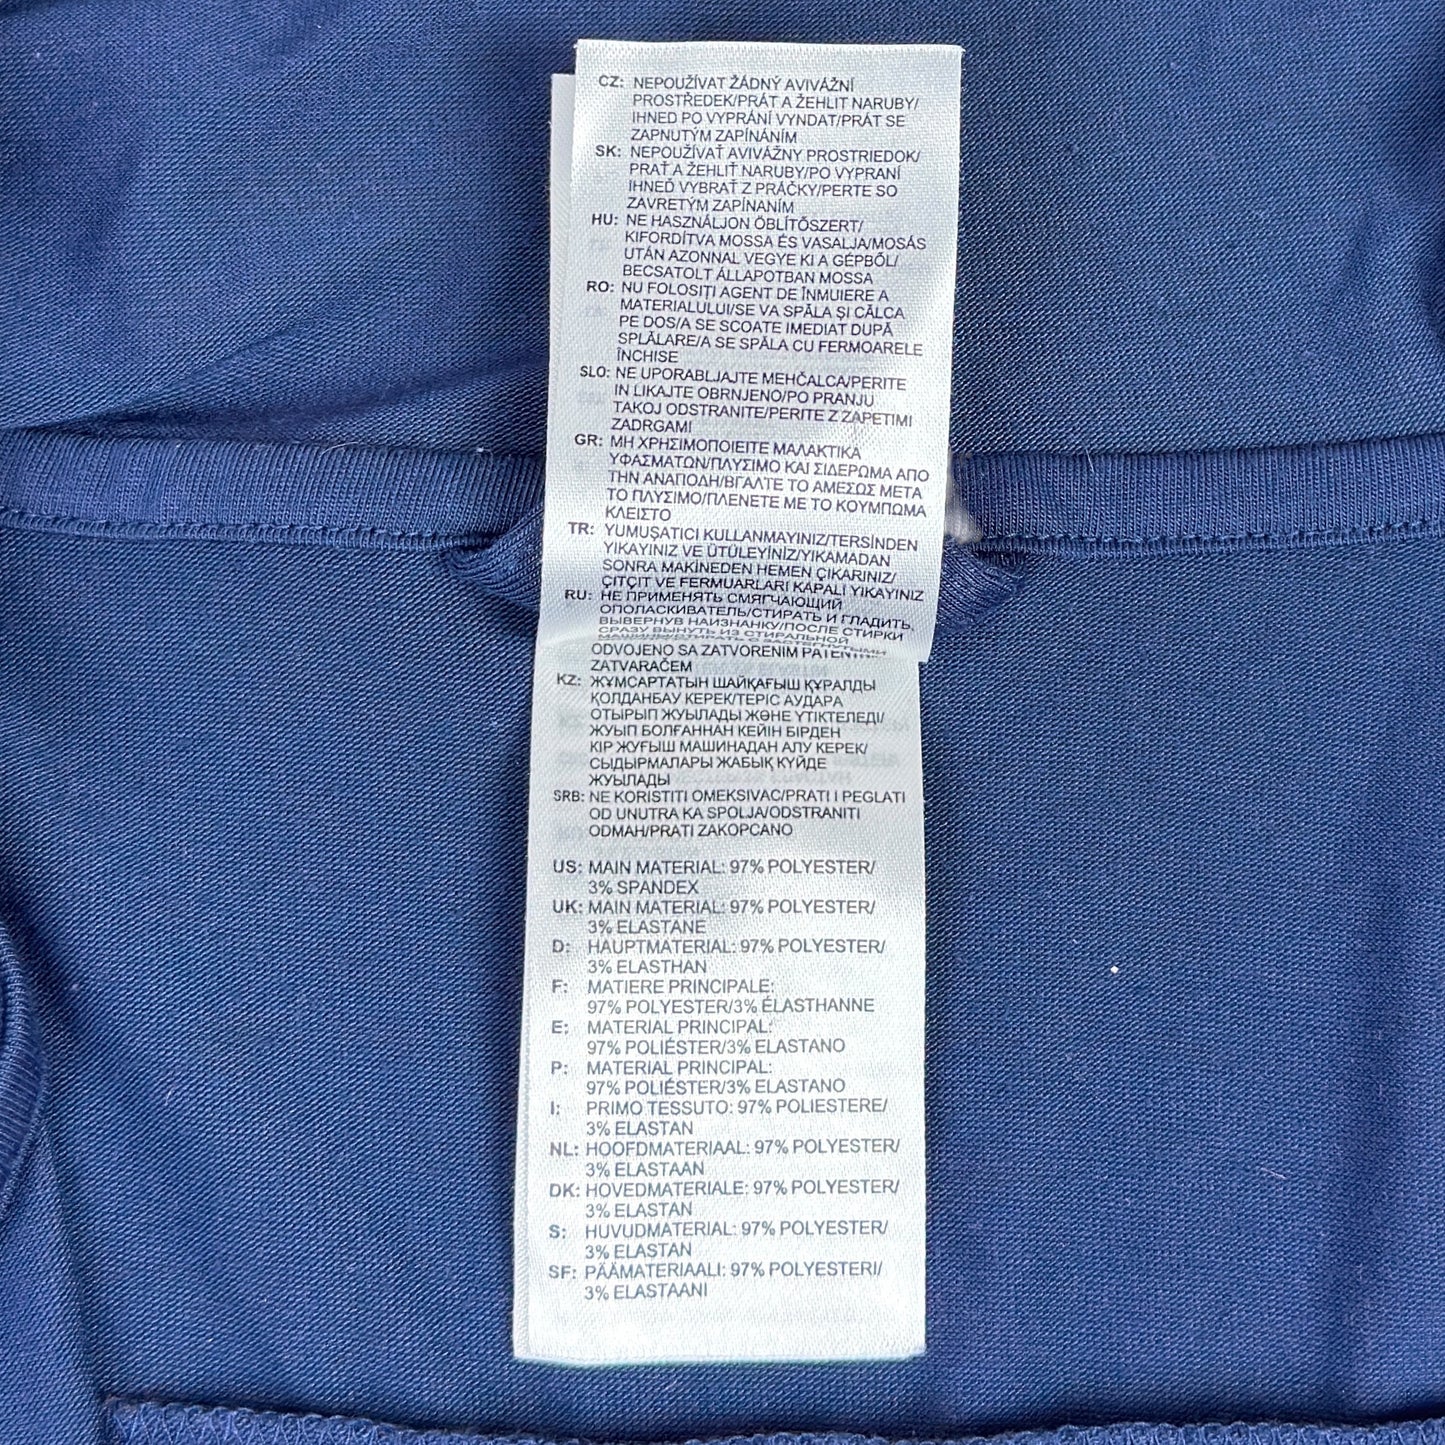 CZ: NEPOUŽÍVAT ŽÁDNÝ AVIVÁŽNÍ
PROSTŘEDEK/PRÁT A ŽEHLIT NARUBY/
IHNED PO VYPRÁNÍ VYNDAT/PRÁT SE
ZAPNUTÝM ZAPÍNÁNÍM
SK: NEPOUŽÍVAŤ AVIVÁŽNY PROSTRIEDOK/
PRAŤ A ŽEHLIŤ NARUBY/PO VYPRANÍ
IHNEĎ VYBRAŤ Z PRÁČKY/PERTE SO
ZAVRETÝM ZAPÍNANÍM
HU: NE HASZNÁLJON ÖBLÍTŐSZERT/
KIFORDÍTVA MOSSA ÉS VASALJA/MOSÁS
UTÁN AZONNAL VEGYE KI A GÉPBŐL/
BECSATOLT ÁLLAPOTBAN MOSSA
RO: NU FOLOSIȚI AGENT DE ÎNMUIERE A
MATERIALULUI/SE VA SPĂLA ȘI CĂLCA
PE DOS/A SE SCOATE IMEDIAT DUPĂ
SPĂLARE/A SE SPĂLA CU FERMOARELE
ÎNCHISE
SLO: NE UPORABLJAJTE MEHČALCA/PERITE
IN LIKAJTE OBRNJENO/PO PRANJU
TAKOJ ODSTRANITE/PERITE Z ZAPETIMI
ZADRGAMI
GR: ΜΗ ΧΡΗΣΙΜΟΠΟΙΕΙΤΕ ΜΑΛΑΚΤΙΚΑ
ΥΦΑΣΜΑΤΩΝ/ΠΛΥΣΙΜΟ ΚΑΙ ΣΙΔΕΡΩΜΑ ΑΠΟ
ΤΗΝ ΑΝΑΠΟΔΗ/ΒΓΑΛΤΕ ΤΟ ΑΜΕΣΩΣ ΜΕΤΑ
ΤΟ ΠΛΥΣΙΜΟ/ΠΛΕΝΕΤΕ ΜΕ ΤΟ ΚΟΥΜΠΩΜΑ
ΚΛΕΙΣΤΟ
TR: YUMUŞATICI KULLANMAYINIZ/TERSİNDEN
YIKAYINIZ VE ÜTÜLEYİNİZ/YIKAMADAN
SONRA MAKİNEDEN HEMEN ÇIKARINIZ/
ÇITÇIT VE FERMUARLARI KAPALI YIKAYINIZ
RU: НЕ ПРИМЕНЯТЬ СМЯГЧАЮЩИЙ
ОПОЛАСКИВАТЕЛЬ/СТИРАТЬ И ГЛАДИТЬ,
ВЫВЕРНУВ НАИЗНАНКУ/ПОСЛЕ СТИРКИ
СРАЗУ ВЫНУТЬ ИЗ СТИРАЛЬНОЙ
МАШИНЫ/СТИРАТЬ С ЗАСТЕГНУТЫМИ
ODVOJENO SA ZATVORENIM
ZATVARAČEM
KZ: ЖҰМСАРТАТЫН ШАЙҚАҒЫШ ҚҰРАЛДЫ
ҚОЛДАНБАУ КЕРЕК/ТЕРІС АУДАРА
ОТЫРЫП ЖУЫЛАДЫ ЖӘНЕ ҮТІКТЕЛЕДІ/
ЖУЫП БОЛҒАННАН КЕЙІН БІРДЕН
КІР ЖУҒЫШ МАШИНАДАН АЛУ КЕРЕК/
СЫДЫРМАЛАРЫ ЖАБЫҚ КҮЙДЕ
ЖУЫЛАДЫ
SRB: NE KORISTITI OMEKSIVAC/PRATI I PEGLATI
OD UNUTRA KA SPOLJA/ODSTRANITI
ODMAH/PRATI ZAKOPCANO
US: MAIN MATERIAL: 97% POLYESTER/
3% SPANDEX
UK: MAIN MATERIAL: 97% POLYESTER/
3% ELASTANE
D: HAUPTMATERIAL: 97% POLYESTER/
3% ELASTHAN
F: MATIERE PRINCIPALE:
97% POLYESTER/3% ÉLASTHANNE
E: MATERIAL PRINCIPAL:
97% POLIÉSTER/3% ELASTANO
P: MATERIAL PRINCIPAL:
97% POLIÉSTER/3% ELASTANO
I: PRIMO TESSUTO: 97% POLIESTERE/
3% ELASTAN
NL: HOOFDMATERIAAL: 97% POLYESTER/
3% ELASTAAN
DK: HOVEDMATERIALE: 97% POLYESTER/
3% ELASTAN
S: HUVUDMATERIAL: 97% POLYESTER/
3% ELASTAN
SF: PÄÄMATERIAALI: 97% POLYESTERI/
3% ELASTAANI